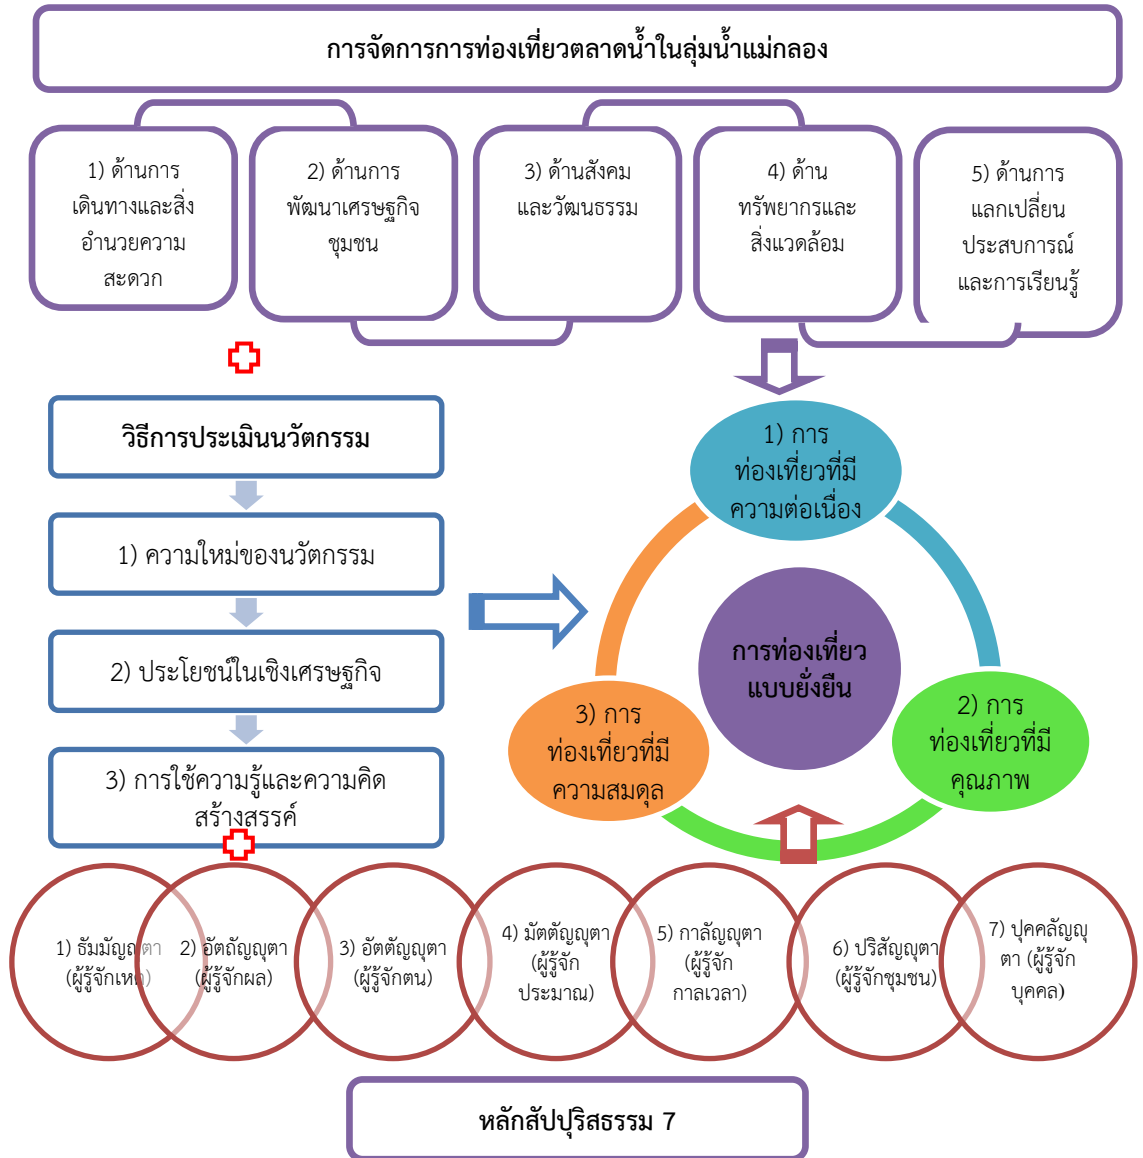 การจัดการการท่องเที่ยวตลาดน้ำในลุ่มน้ำแม่กลอง
1) ด้านการ
เดินทางและสิ่ง
อำนวยความ
สะดวก
2) ด้านการ
พัฒนาเศรษฐกิจ
ชุมชน
3) ด้านสังคม
และวัฒนธรรม
4) ด้าน
ทรัพยากรและ
สิ่งแวดล้อม
5) ด้านการ
แลกเปลี่ยน
ประสบการณ์
และการเรียนรู้
วิธีการประเมินนวัตกรรม
1) ความใหม่ของนวัตกรรม
2) ประโยชน์ในเชิงเศรษฐกิจ
3) การใช้ความรู้และความคิด
สร้างสรรค์
1) การ
ท่องเที่ยวที่มี
ความต่อเนื่อง
การท่องเที่ยว
แบบยั่งยืน
3) การ
ท่องเที่ยวที่มี
ความสมดุล
2) การ
ท่องเที่ยวที่มี
คุณภาพ
1) ธัมมัญญุตา
(ผู้รู้จักเหตุ)
2) อัตถัญญุตา
(ผู้รู้จักผล)
3) อัตตัญญุตา
(ผู้รู้จักตน)
4) มัตตัญญุตา
(ผู้รู้จัก
ประมาณ)
5) กาลัญญุตา
(ผู้รู้จัก
กาลเวลา)
6) ปริสัญญุตา
(ผู้รู้จักชุมชน)
7) ปุคคลัญญุ
ตา (ผู้รู้จัก
บุคคล)
หลักสัปปุริสธรรม 7